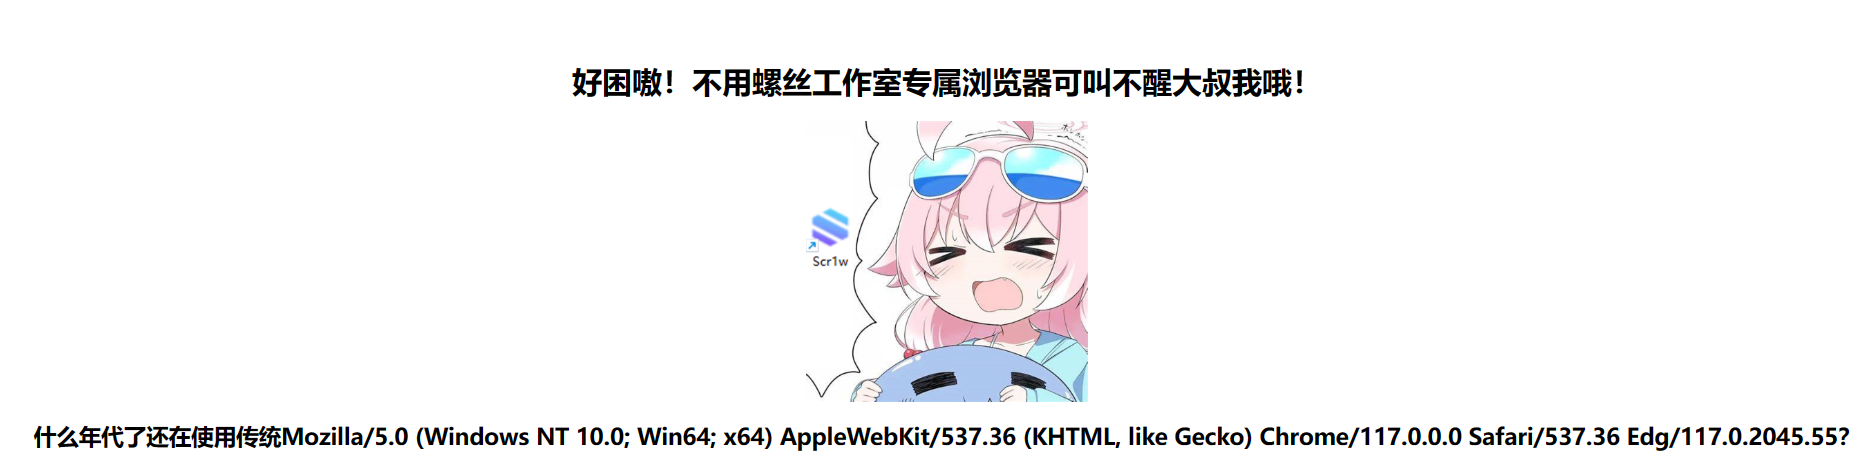 好困嗷！不用螺丝工作室专属浏览器可叫不醒大叔我哦！
Scr1w
什么年代了还在使用传统Mozilla/5.0 (Windows NT 10.0; Win64; x64) AppleWebKit/537.36 (KHTML, like Gecko) Chrome/117.0.0.0 Safari/537.36 Edg/117.0.2045.55?